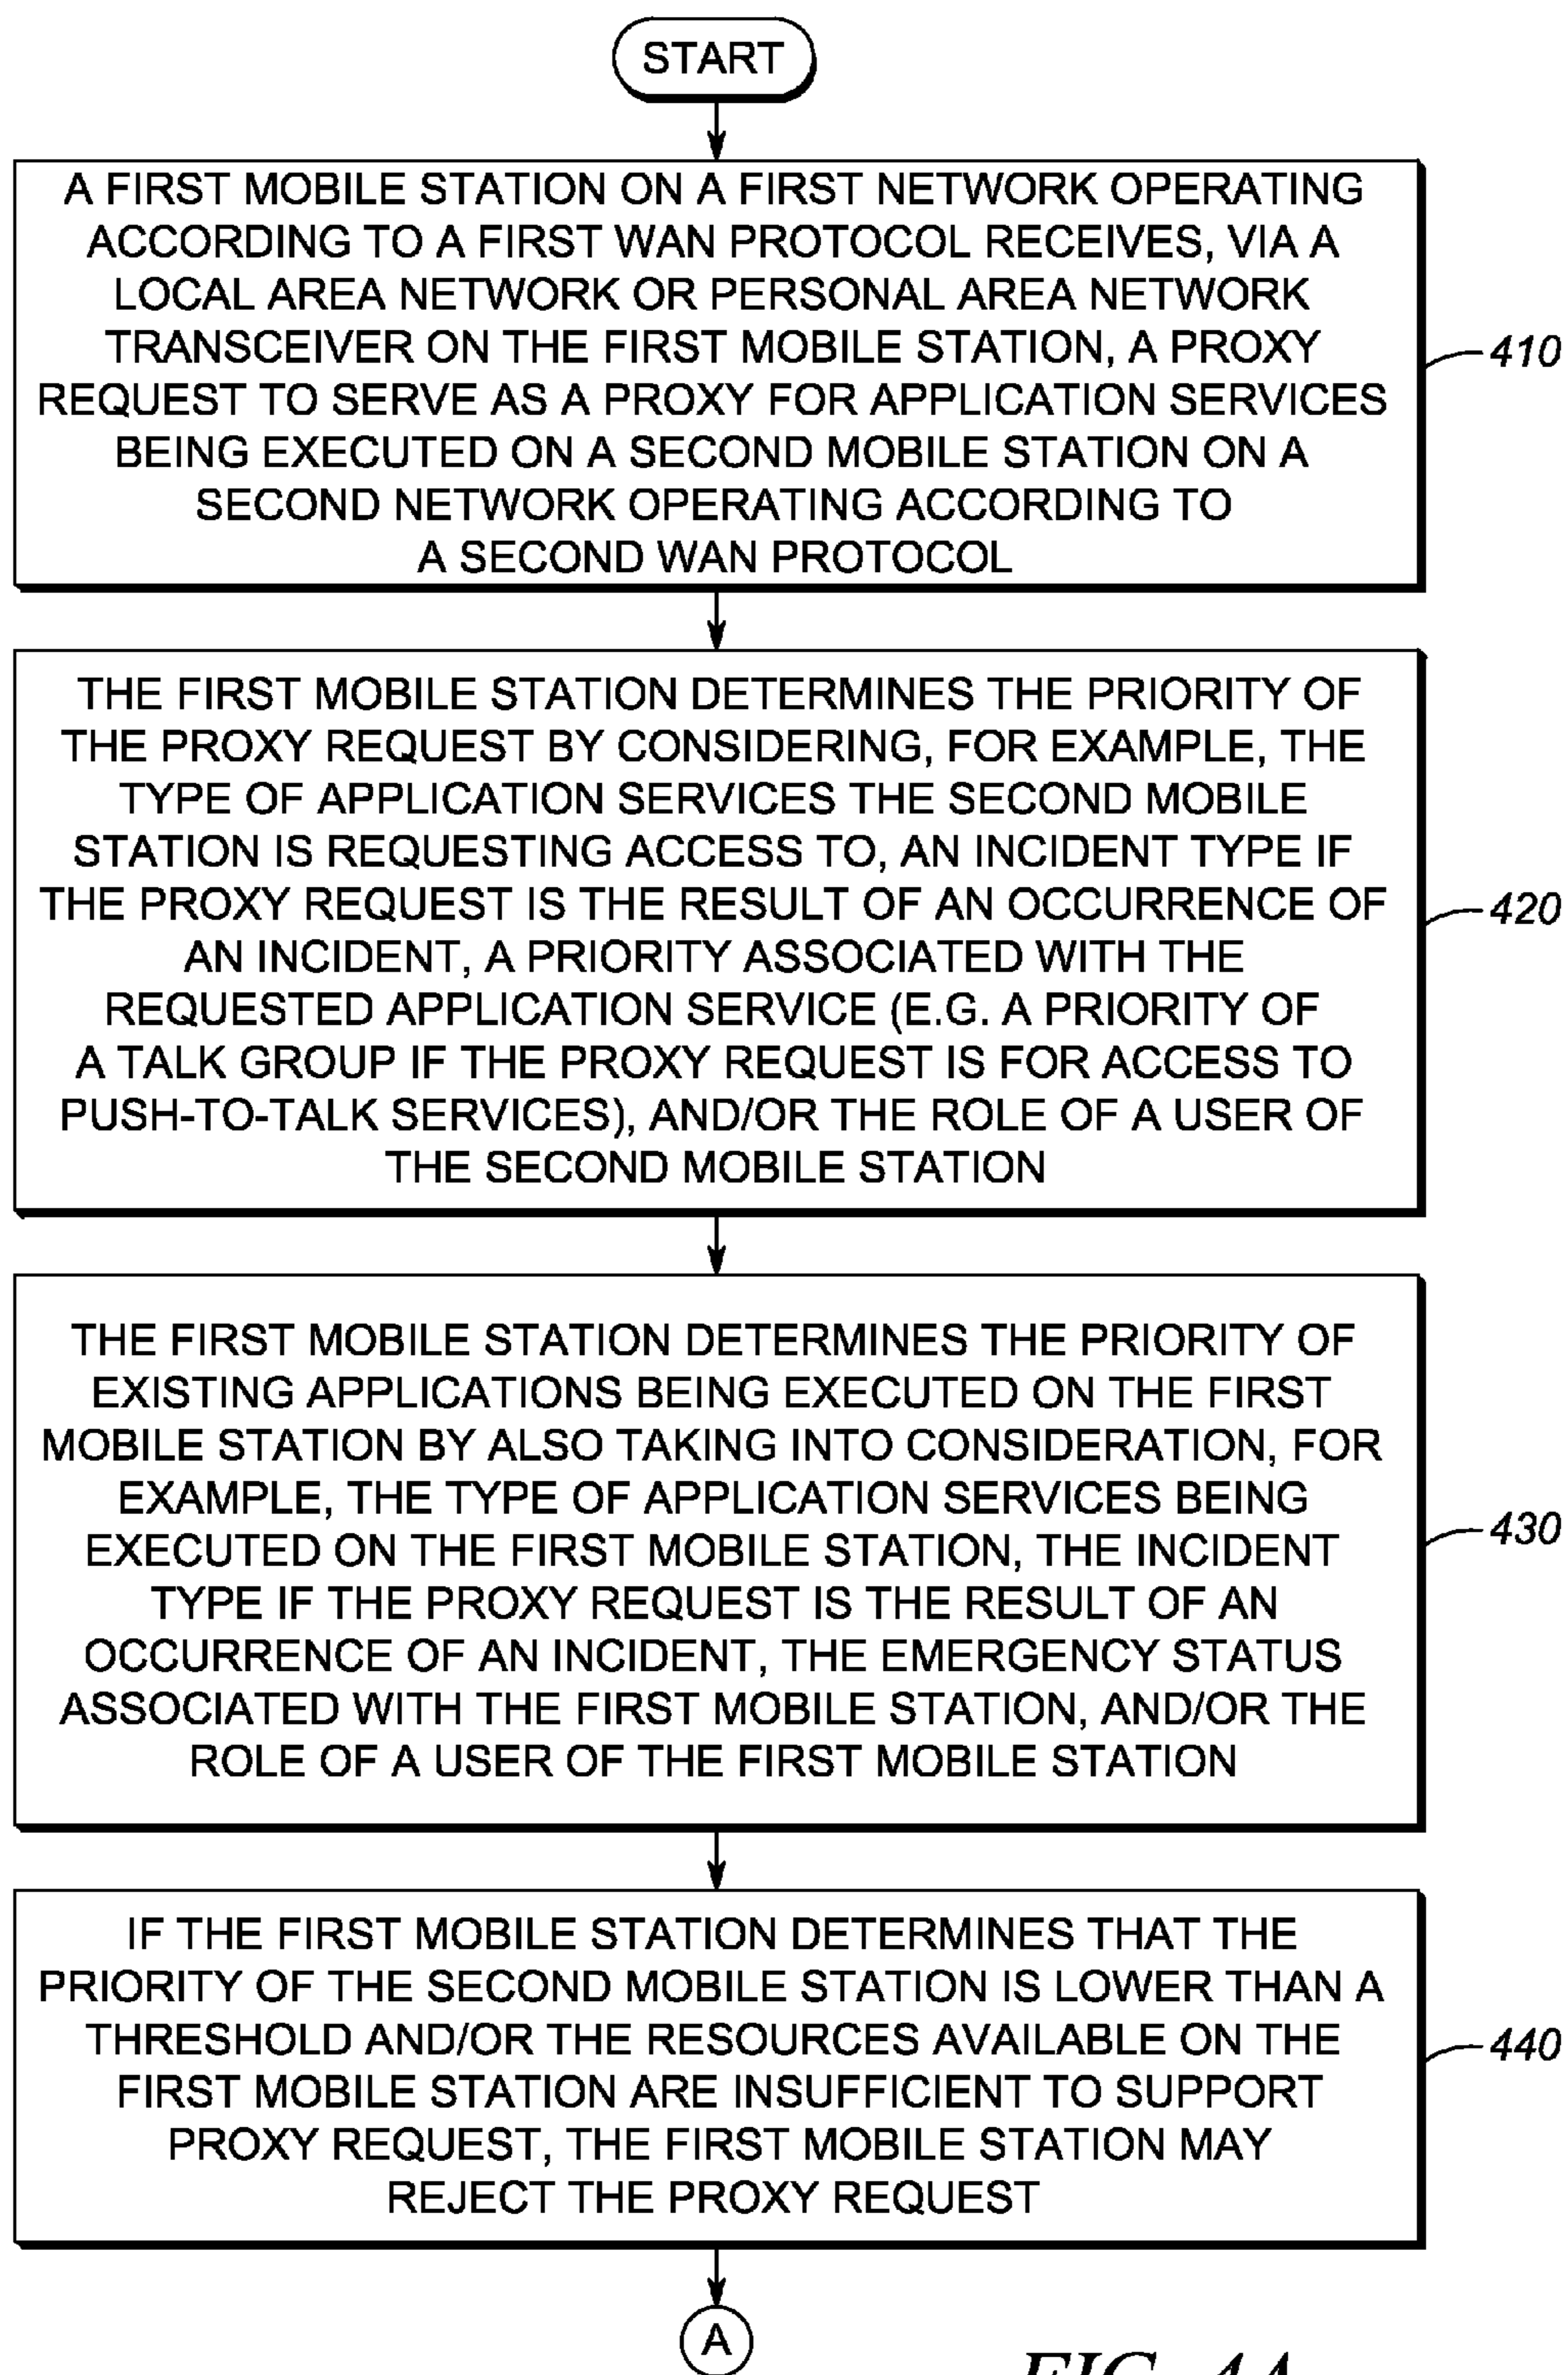 START
A FIRST MOBILE STATION ON A FIRST NETWORK OPERATING
ACCORDING TO A FIRST WAN PROTOCOL RECEIVES, VIA A
LOCAL AREA NETWORK OR PERSONAL AREA NETWORK
TRANSCEIVER ON THE FIRST MOBILE STATION, A PROXY
REQUEST TO SERVE AS A PROXY FOR APPLICATION SERVICES
BEING EXECUTED ON A SECOND MOBILE STATION ON A
SECOND NETWORK OPERATING ACCORDING TO
A SECOND WAN PROTOCOL
410
THE FIRST MOBILE STATION DETERMINES THE PRIORITY OF
THE PROXY REQUEST BY CONSIDERING, FOR EXAMPLE, THE
TYPE OF APPLICATION SERVICES THE SECOND MOBILE
STATION IS REQUESTING ACCESS TO, AN INCIDENT TYPE IF
THE PROXY REQUEST IS THE RESULT OF AN OCCURRENCE OF
AN INCIDENT, A PRIORITY ASSOCIATED WITH THE
REQUESTED APPLICATION SERVICE (E.G. A PRIORITY OF
A TALK GROUP IF THE PROXY REQUEST IS FOR ACCESS TO
PUSH-TO-TALK SERVICES), AND/OR THE ROLE OF A USER OF
THE SECOND MOBILE STATION
420
THE FIRST MOBILE STATION DETERMINES THE PRIORITY OF
EXISTING APPLICATIONS BEING EXECUTED ON THE FIRST
MOBILE STATION BY ALSO TAKING INTO CONSIDERATION, FOR
EXAMPLE, THE TYPE OF APPLICATION SERVICES BEING
EXECUTED ON THE FIRST MOBILE STATION, THE INCIDENT
TYPE IF THE PROXY REQUEST IS THE RESULT OF AN
OCCURRENCE OF AN INCIDENT, THE EMERGENCY STATUS
ASSOCIATED WITH THE FIRST MOBILE STATION, AND/OR THE
ROLE OF A USER OF THE FIRST MOBILE STATION
430
IF THE FIRST MOBILE STATION DETERMINES THAT THE
PRIORITY OF THE SECOND MOBILE STATION IS LOWER THAN A
THRESHOLD AND/OR THE RESOURCES AVAILABLE ON THE
FIRST MOBILE STATION ARE INSUFFICIENT TO SUPPORT
PROXY REQUEST, THE FIRST MOBILE STATION MAY
REJECT THE PROXY REQUEST
440
A
FIG. 4A